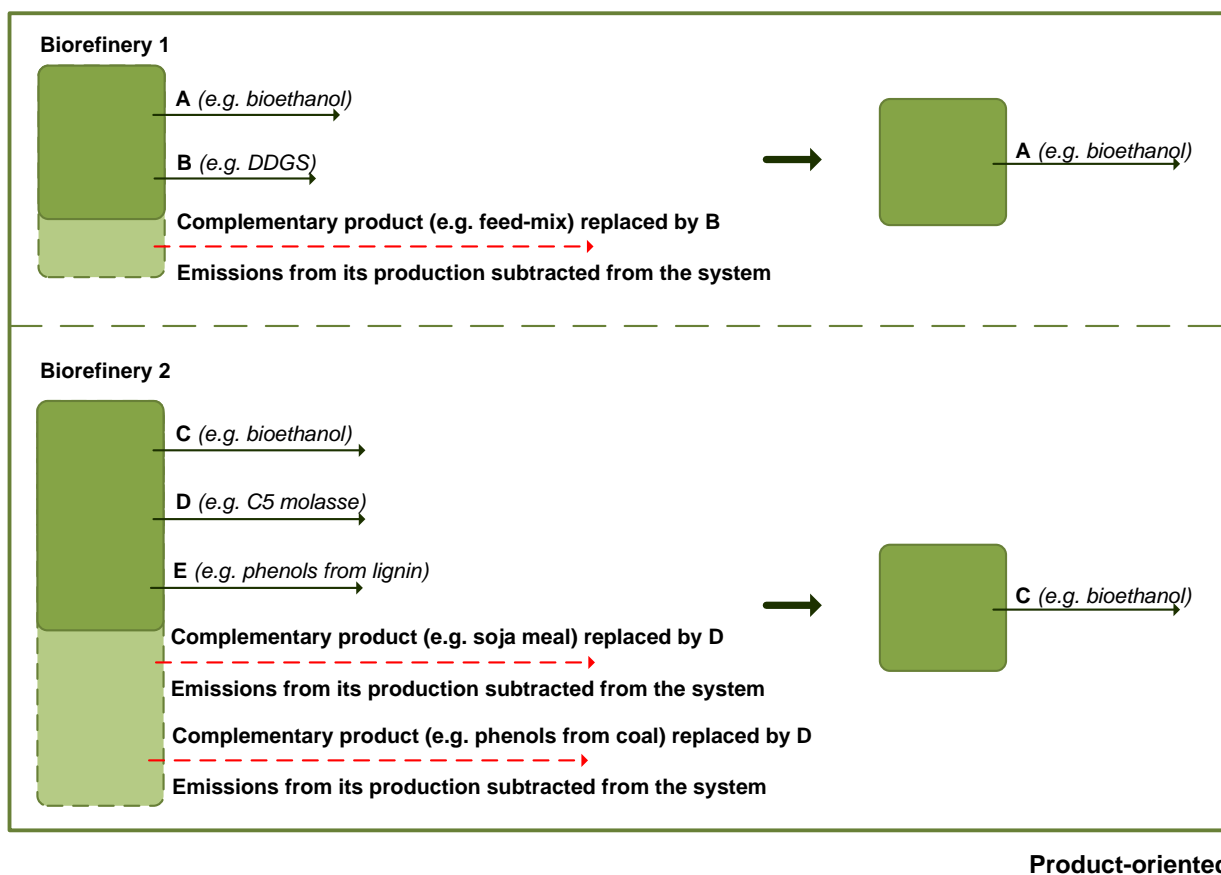 Biorefinery 1
A (e.g. bioethanol)
B (e.g. DDGS)
Complementary product (e.g. feed-mix) replaced by B
Emissions from its production subtracted from the system
A (e.g. bioethanol)
Biorefinery 2
C (e.g. bioethanol)
D (e.g. C5 molasse)
E (e.g. phenols from lignin)
Complementary product (e.g. soja meal) replaced by D
Emissions from its production subtracted from the system
Complementary product (e.g. phenols from coal) replaced by D
Emissions from its production subtracted from the system
C (e.g. bioethanol)
Product-oriented